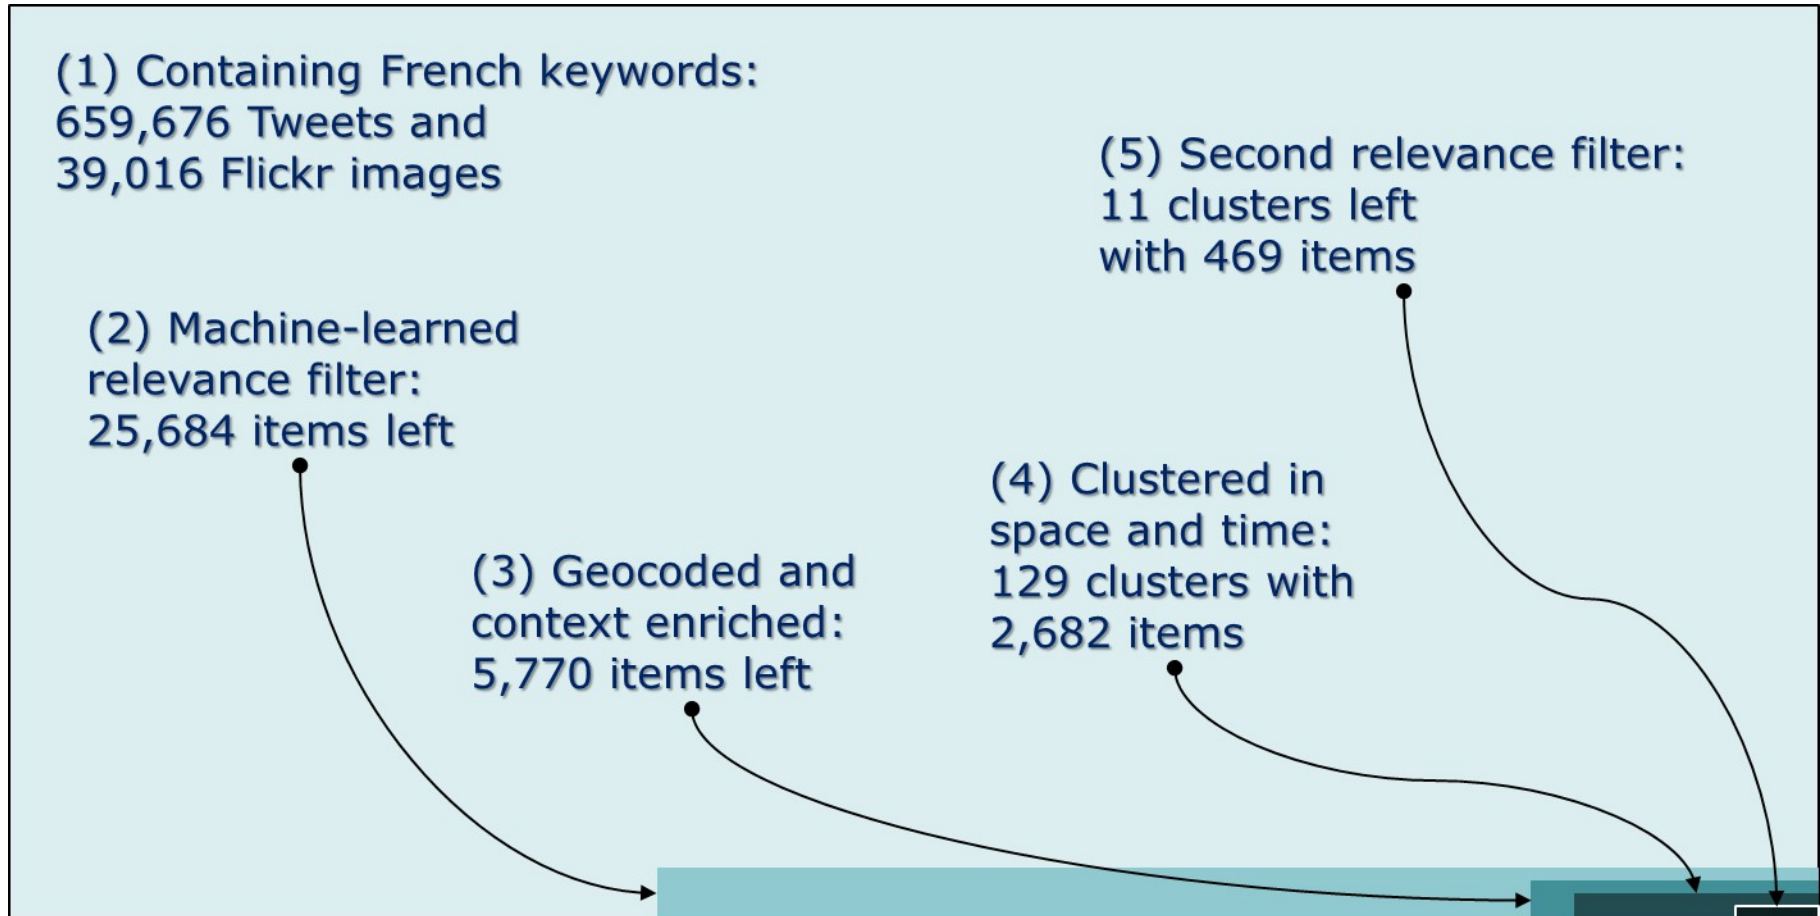 (1) Containing French keywords:
659,676 Tweets and
39,016 Flickr images
(2) Machine-learned
relevance filter:
25,684 items left
(3) Geocoded and
context enriched:
5,770 items left
(4) Clustered in
space and time:
129 clusters with
2,682 items
(5) Second relevance filter:
11 clusters left
with 469 items